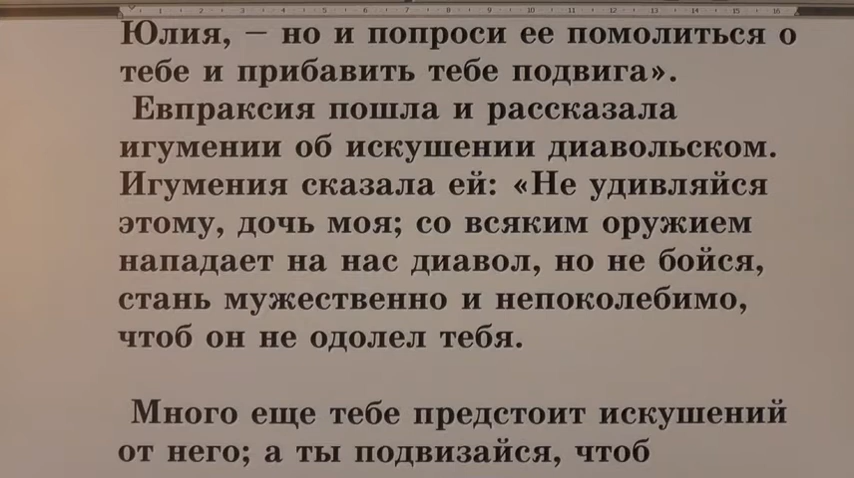 Юлия, – но и попроси ее помолиться о
тебе и прибавить тебе подвига».
Евпраксия пошла и рассказала
игумении об искушении диавольском.
Игумения сказала ей: «Не удивляйся
этому, дочь моя; со всяким оружием
нападает на нас диавол, но не бойся,
стань мужественно и непоколебимо,
чтоб он не одолел тебя.
Много еще тебе предстоит искушений
от него; а ты подвизайся, чтоб